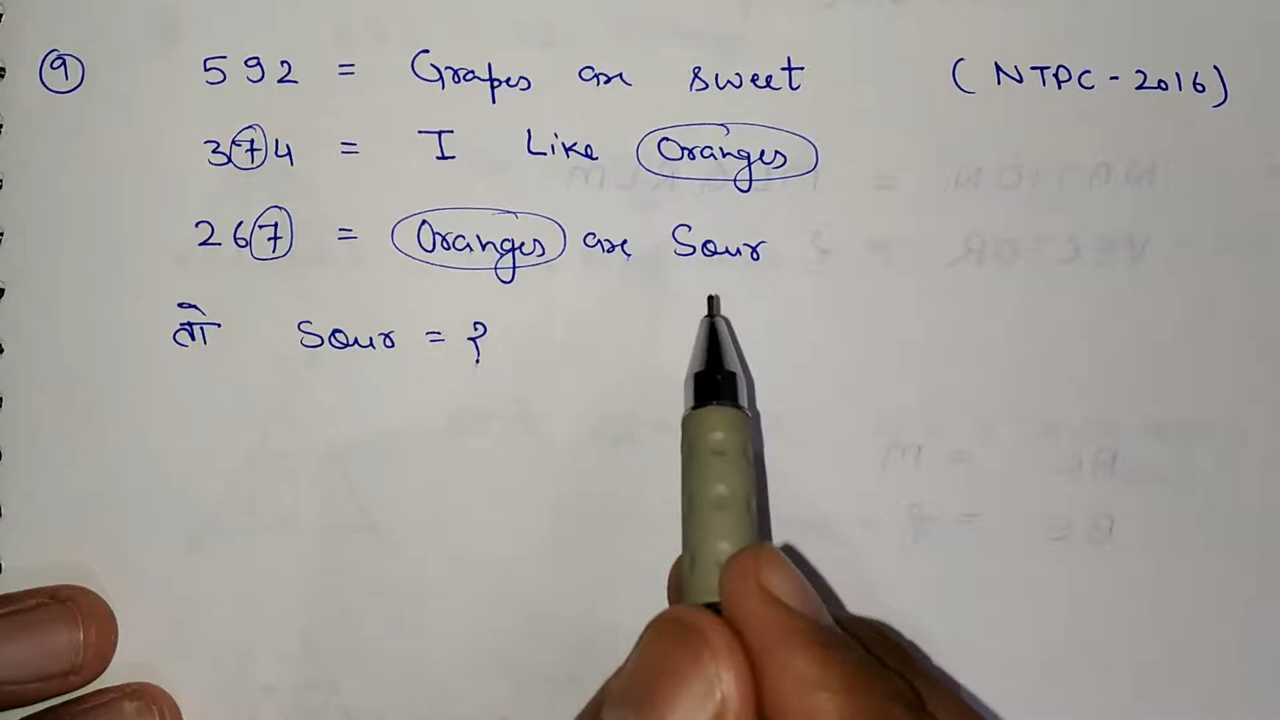 9 592 = Grapes are sweet (NTPC-2016)
374 = I Like Oranges
267 = Oranges are Sour
तो Sour = ?